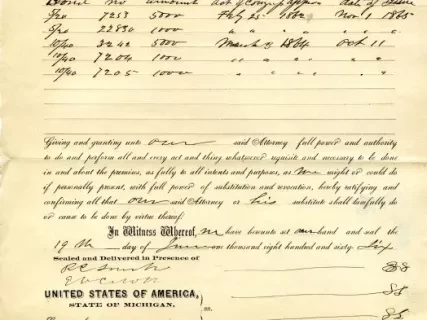 Bond no amount act of Congress appr date of Issue
5/20 7253 5000 Feby 25 1862 Nov 1 1865
5/20 22830 1000 " " " " "
10/40 3242 5000 March 3 1864 Oct 11
10/40 7204 1000 " " " "
10/40 7205 1000 " " " "
Giving and granting unto our said Attorney full power and authority
to do and perform all and every act and thing whatsoever requisite and necessary to be done
in and about the premises, as fully to all intents and purposes, as We might or could do
if personally present, with full power of substitution and revocation, hereby ratifying and
confirming all that our said Attorney or his substitute shall lawfully do
or cause to be done by virtue thereof.
In Witness Whereof, We have hereunto set our hand and seal the
19th day of June one thousand eight hundred and sixty Six
Sealed and Delivered in Presence of
UNITED STATES OF AMERICA,
STATE OF MICHIGAN,
ss.